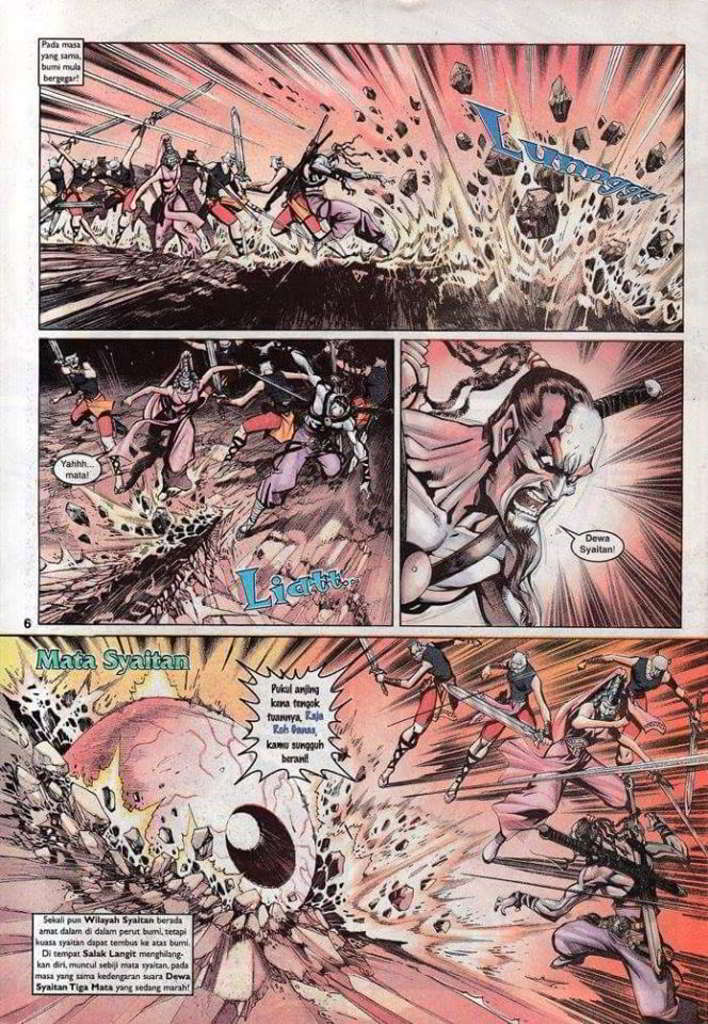 Pada masa
yang sama,
bumi mula
bergegar!
Lunnggg
Yahhh...
mata!
Liatt..
Dewa
Syaitan!
6
Mata Syaitan
Pukul anjing
kena tengok
tuannya, Raja
Roh Ganas,
kamu sungguh
berani!
Sekali pun Wilayah Syaitan berada
amat dalam di dalam perut bumi, tetapi
kuasa syaitan dapat tembus ke atas bumi.
Di tempat Salak Langit menghilang-
kan diri, muncul sebiji mata syaitan, pada
masa yang sama kedengaran suara Dewa
Syaitan Tiga Mata yang sedang marah!